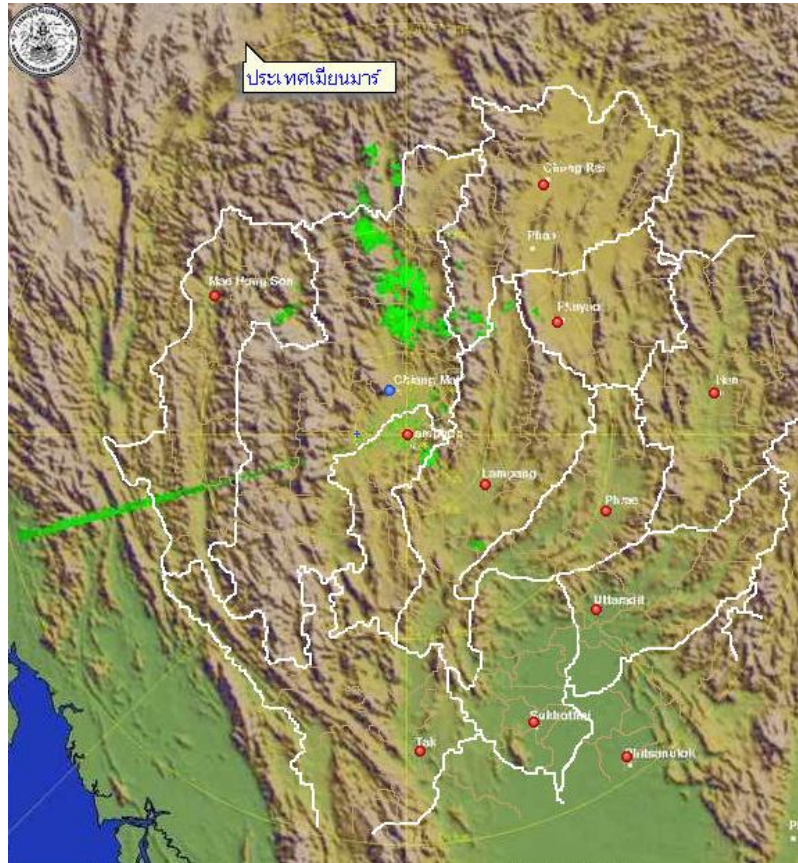 ประเทศเมียนมาร์
Chiang Rai
Phan
Mae Hong Son
Phayao
Chiang Mai
Nan
Lampang
Phrae
Uttaradit
Sukhothai
Tak
Phitsanulok